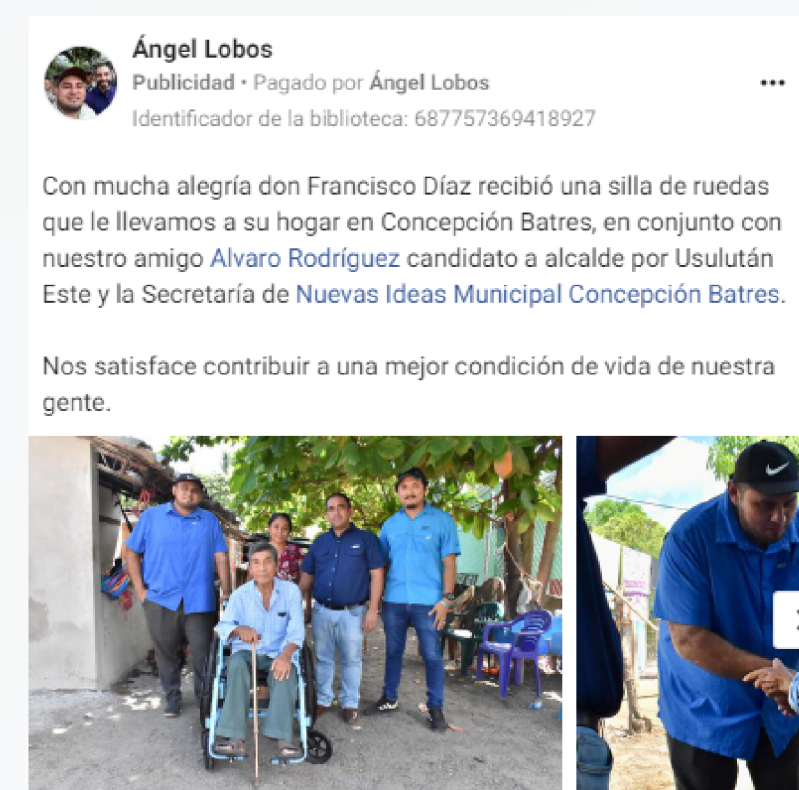 Ángel Lobos
Publicidad • Pagado por Ángel Lobos
Identificador de la biblioteca: 687757369418927
Con mucha alegría don Francisco Díaz recibió una silla de ruedas
que le llevamos a su hogar en Concepción Batres, en conjunto con
nuestro amigo Alvaro Rodríguez candidato a alcalde por Usulután
Este y la Secretaría de Nuevas Ideas Municipal Concepción Batres.
Nos satisface contribuir a una mejor condición de vida de nuestra
gente.